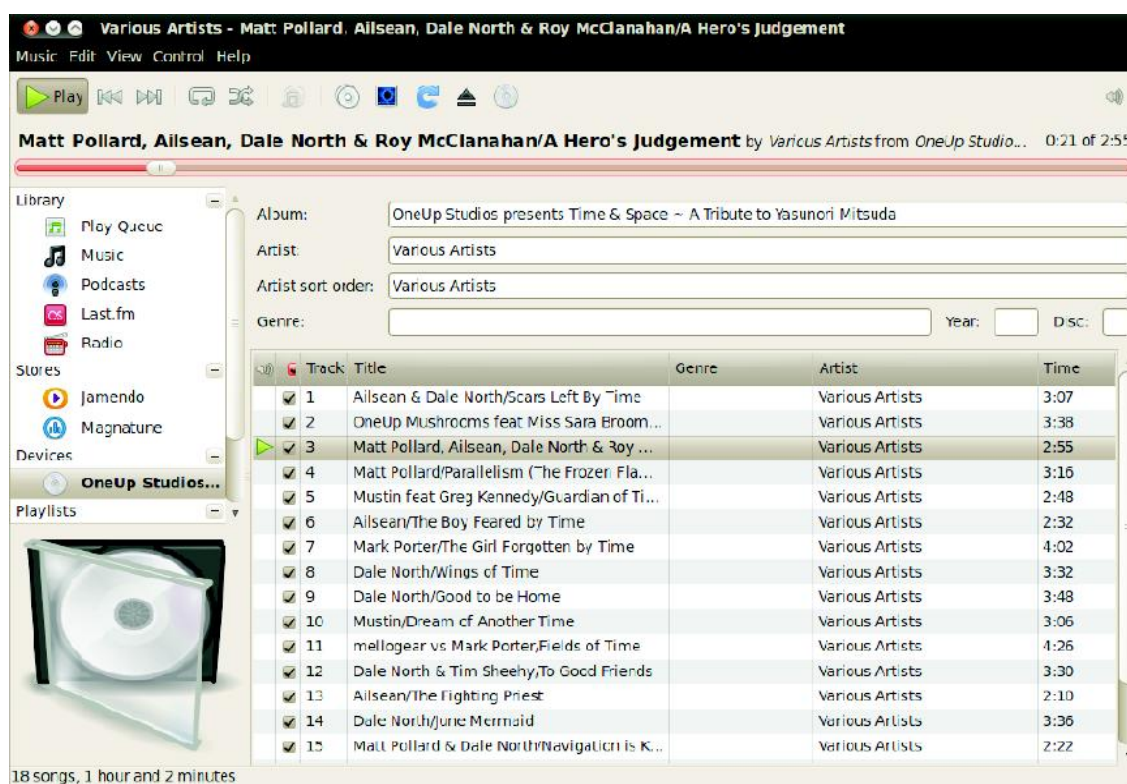 Various Artists - Matt Pollard, Ailsean, Dale North & Roy McClanahan/A Hero's Judgement
Music Edit View Control Help
Play
Matt Pollard, Ailsean, Dale North & Roy McClanahan/A Hero's Judgement by Various Artists from OneUp Studio... 0:21 of 2:55
Library
Play Queue
Music
Podcasts
Last.fm
Radio
Stores
Jamendo
Magnatune
Devices
OneUp Studios...
Playlists
Album: OneUp Studios presents Time & Space ~ A Tribute to Yasunori Mitsuda
Artist: Various Artists
Artist sort order: Various Artists
Genre: Year: Disc:
Track Title Genre Artist Time
1 Ailsean & Dale North/Scars Left By Time Various Artists 3:07
2 OneUp Mushrooms feat Miss Sara Broom... Various Artists 3:38
3 Matt Pollard, Ailsean, Dale North & Roy ... Various Artists 2:55
4 Matt Pollard/Parallelism (The Frozen Fla... Various Artists 3:16
5 Mustin feat Greg Kennedy/Guardian of Ti... Various Artists 2:48
6 Ailsean/The Boy Feared by Time Various Artists 2:32
7 Mark Porter/The Girl Forgotten by Time Various Artists 4:02
8 Dale North/Wings of Time Various Artists 3:32
9 Dale North/Good to be Home Various Artists 3:48
10 Mustin/Dream of Another Time Various Artists 3:06
11 mellogear vs Mark Porter/Fields of Time Various Artists 4:26
12 Dale North & Tim Sheehy/To Good Friends Various Artists 3:30
13 Ailsean/The Fighting Priest Various Artists 2:10
14 Dale North/June Mermaid Various Artists 3:36
15 Matt Pollard & Dale North/Navigation is K... Various Artists 2:22
18 songs, 1 hour and 2 minutes